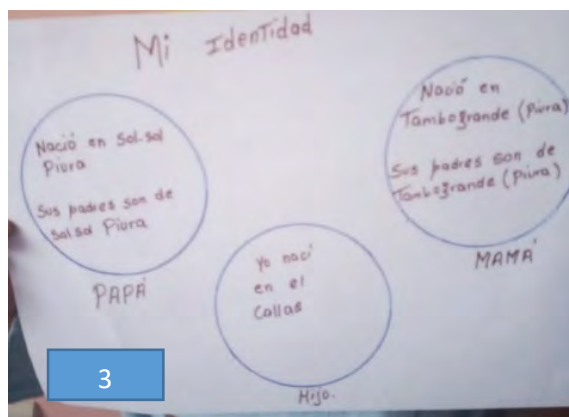 Mi Identidad
Nació en Sol-sol
Piura
Sus padres son de
Sol sol Piura
PAPÁ
Yo nací
en el
Callas
Hijo.
Nació en
Tambogrande (Piura)
Sus padres son de
Tambogrande (Piura)
MAMÁ
3